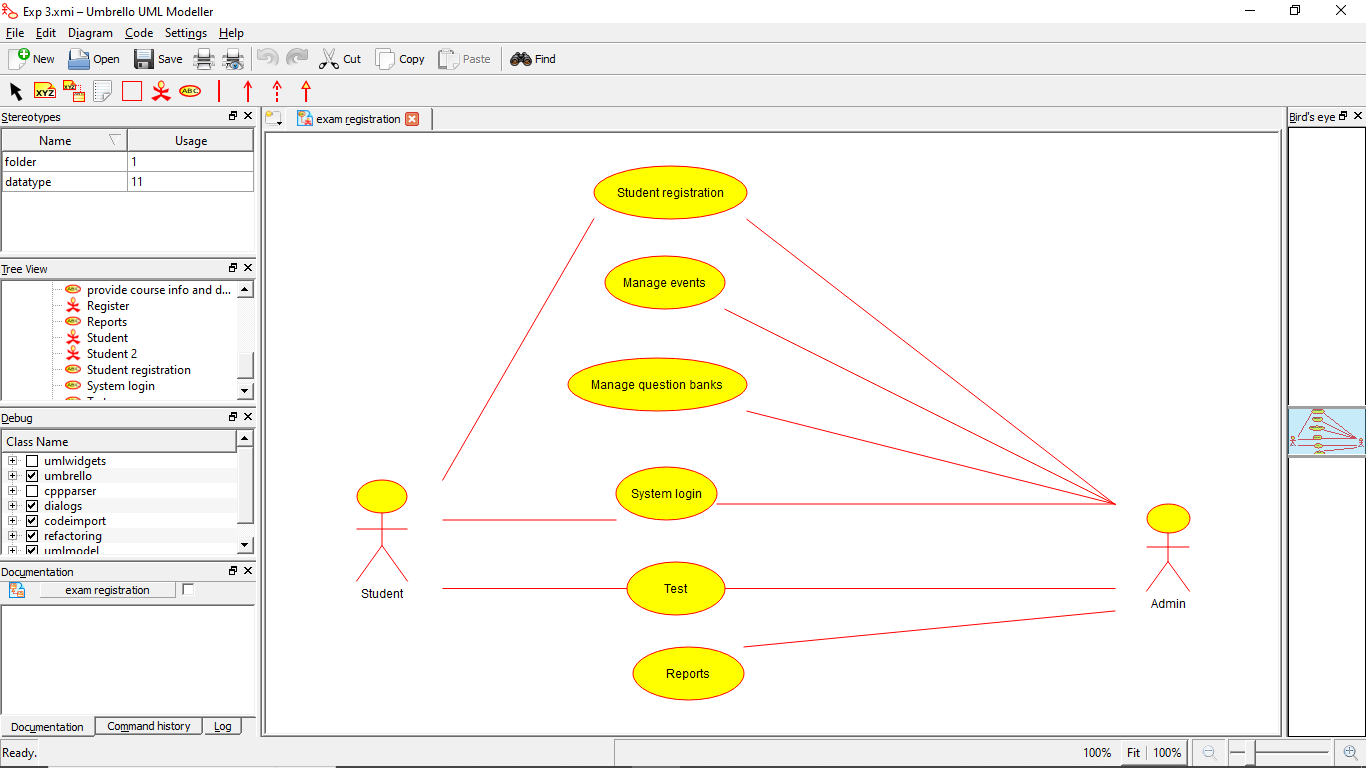 Exp 3.xmi – Umbrello UML Modeller
File Edit Diagram Code Settings Help
New Open Save Cut Copy Paste Find
XYZ XYZ ABC
Stereotypes
Name Usage
folder 1
datatype 11
Tree View
provide course info and d...
Register
Reports
Student
Student 2
Student registration
System login
Debug
Class Name
umlwidgets
umbrello
cppparser
dialogs
codeimport
refactoring
umlmodel
Documentation
exam registration
Documentation Command history Log
exam registration
Student registration
Manage events
Manage question banks
System login
Test
Reports
Student
Admin
Bird's eye
Ready.
100% Fit 100%